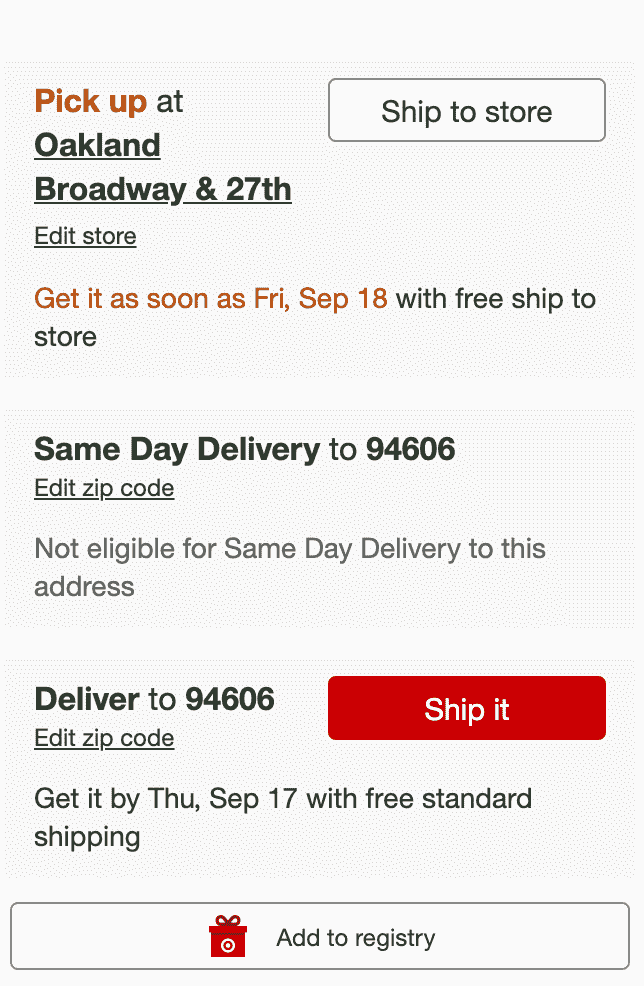 Pick up at
Oakland
Broadway & 27th
Ship to store
Edit store
Get it as soon as Fri, Sep 18 with free ship to
store
Same Day Delivery to 94606
Edit zip code
Not eligible for Same Day Delivery to this
address
Deliver to 94606
Ship it
Edit zip code
Get it by Thu, Sep 17 with free standard
shipping
Add to registry